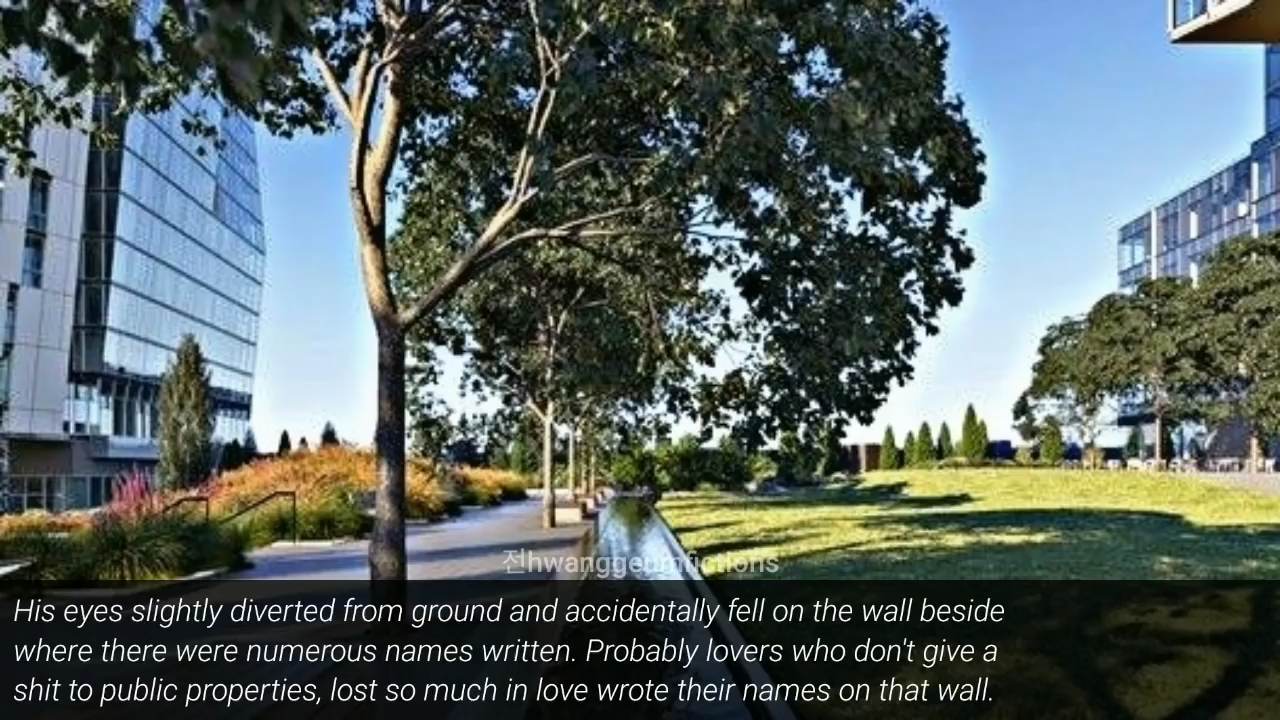 전hwanggeumfictions
His eyes slightly diverted from ground and accidentally fell on the wall beside
where there were numerous names written. Probably lovers who don't give a
shit to public properties, lost so much in love wrote their names on that wall.